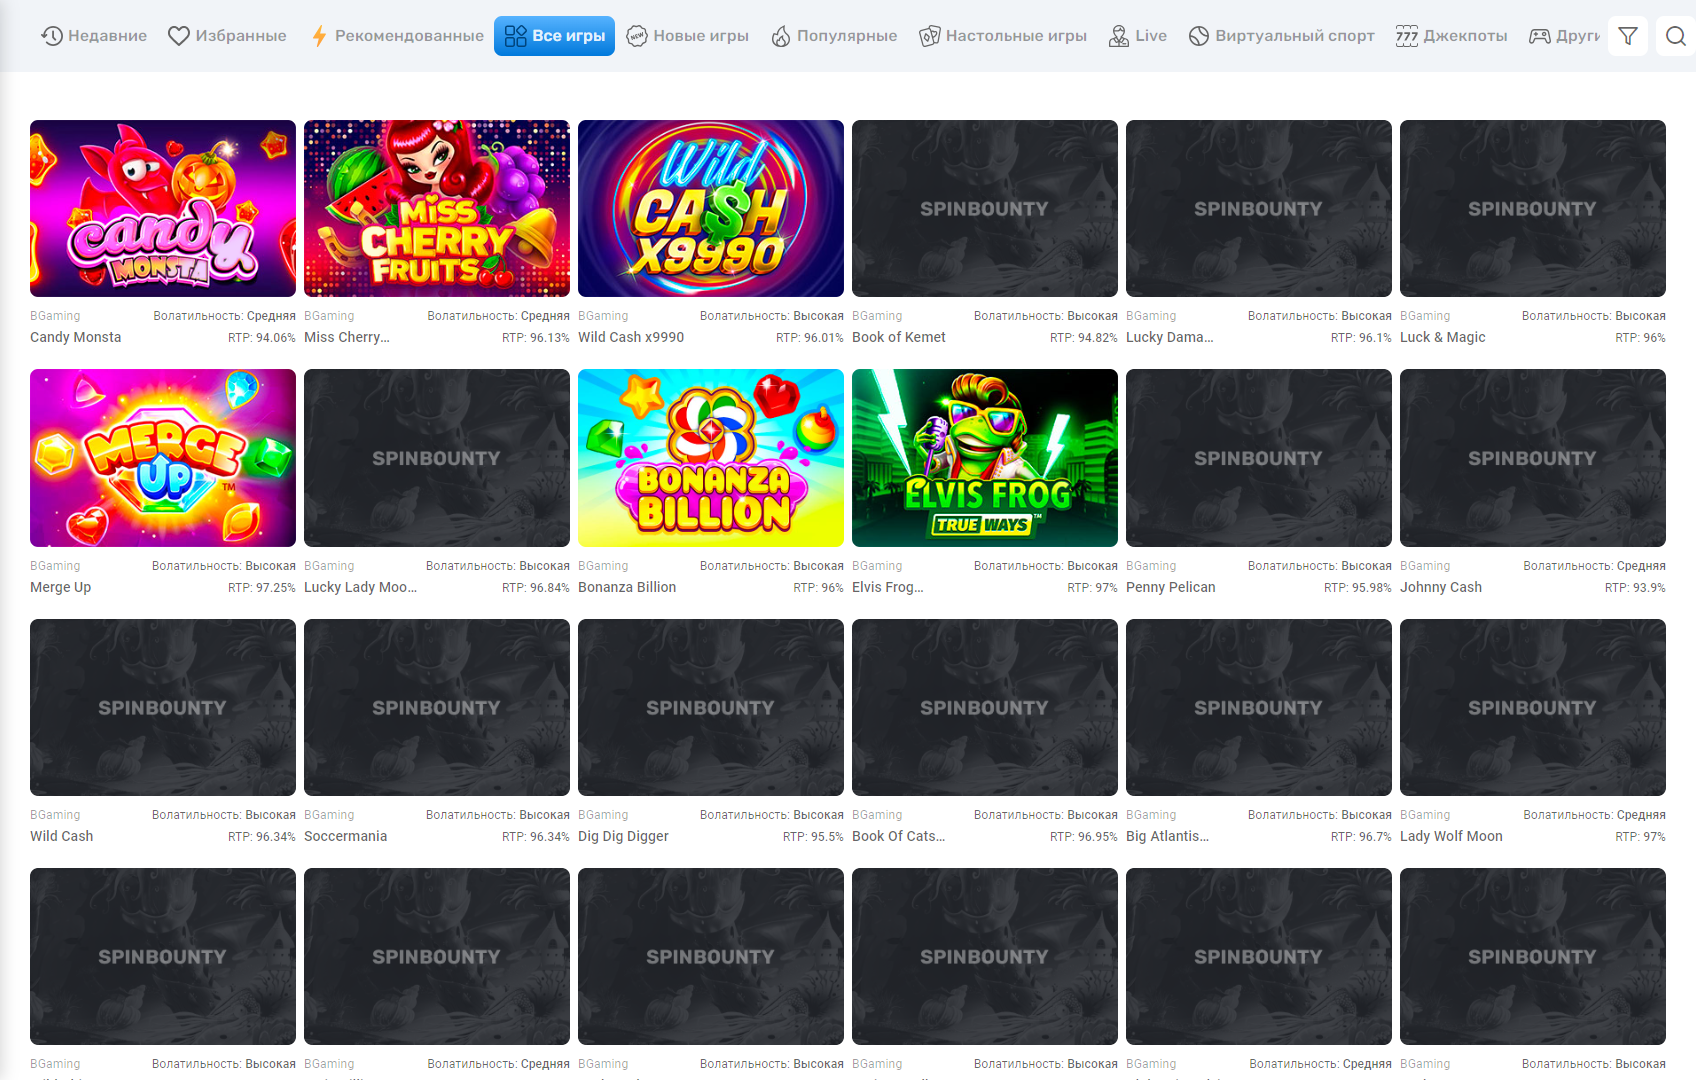 Недавние Избранные Рекомендованные Все игры NEW Новые игры Популярные Настольные игры Live Виртуальный спорт 777 Джекпоты Други
Candy MONSTA
MISS CHERRY FRUITS
Wild CA$H X9990
SPINBOUNTY
SPINBOUNTY
SPINBOUNTY
BGaming Волатильность: Средняя
Candy Monsta RTP: 94.06%
BGaming Волатильность: Средняя
Miss Cherry... RTP: 96.13%
BGaming Волатильность: Высокая
Wild Cash x9990 RTP: 96.01%
BGaming Волатильность: Высокая
Book of Kemet RTP: 94.82%
BGaming Волатильность: Высокая
Lucky Dama... RTP: 96.1%
BGaming Волатильность: Высокая
Luck & Magic RTP: 96%
MERGE UP™
SPINBOUNTY
BONANZA BILLION
ELVIS FROG TRUE WAYS™
SPINBOUNTY
SPINBOUNTY
BGaming Волатильность: Высокая
Merge Up RTP: 97.25%
BGaming Волатильность: Высокая
Lucky Lady Moo... RTP: 96.84%
BGaming Волатильность: Высокая
Bonanza Billion RTP: 96%
BGaming Волатильность: Высокая
Elvis Frog... RTP: 97%
BGaming Волатильность: Высокая
Penny Pelican RTP: 95.98%
BGaming Волатильность: Средняя
Johnny Cash RTP: 93.9%
SPINBOUNTY
SPINBOUNTY
SPINBOUNTY
SPINBOUNTY
SPINBOUNTY
SPINBOUNTY
BGaming Волатильность: Высокая
Wild Cash RTP: 96.34%
BGaming Волатильность: Высокая
Soccermania RTP: 96.34%
BGaming Волатильность: Высокая
Dig Dig Digger RTP: 95.5%
BGaming Волатильность: Высокая
Book Of Cats... RTP: 96.95%
BGaming Волатильность: Высокая
Big Atlantis... RTP: 96.7%
BGaming Волатильность: Средняя
Lady Wolf Moon RTP: 97%
SPINBOUNTY
SPINBOUNTY
SPINBOUNTY
SPINBOUNTY
SPINBOUNTY
SPINBOUNTY
BGaming Волатильность: Высокая
BGaming Волатильность: Средняя
BGaming Волатильность: Высокая
BGaming Волатильность: Высокая
BGaming Волатильность: Средняя
BGaming Волатильность: Высокая